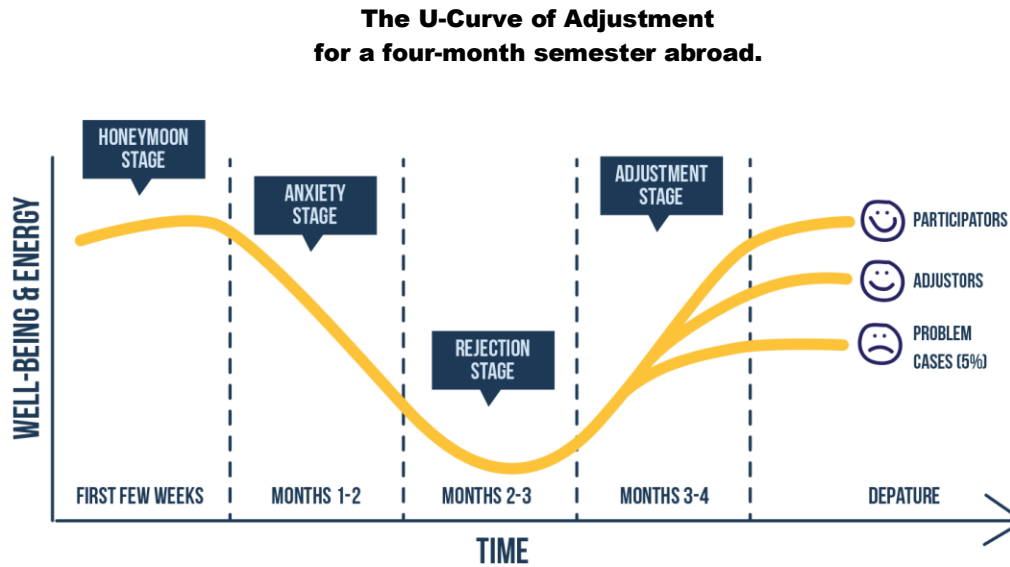 The U-Curve of Adjustment
for a four-month semester abroad.
HONEYMOON
STAGE
ANXIETY
STAGE
REJECTION
STAGE
ADJUSTMENT
STAGE
PARTICIPATORS
ADJUSTORS
PROBLEM
CASES (5%)
WELL-BEING & ENERGY
FIRST FEW WEEKS
MONTHS 1-2
MONTHS 2-3
MONTHS 3-4
DEPATURE
TIME